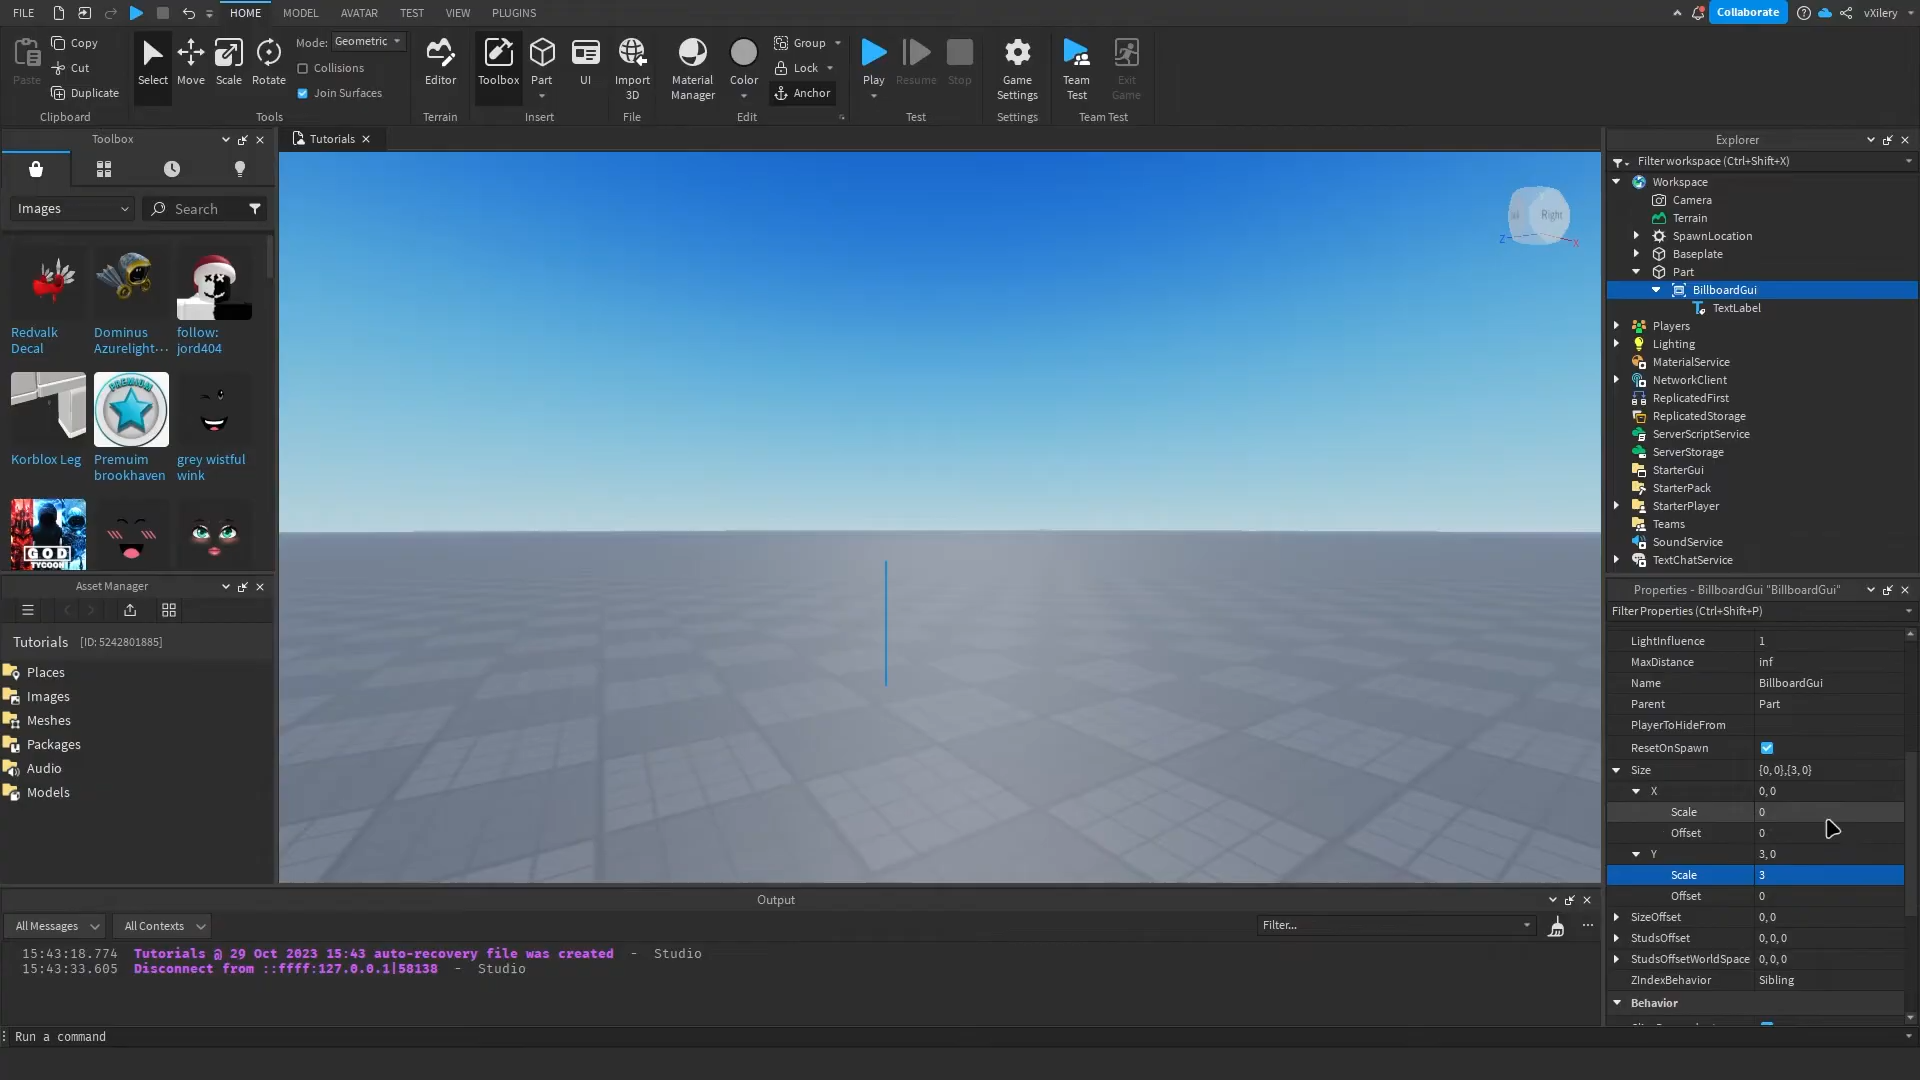 FILE HOME MODEL AVATAR TEST VIEW PLUGINS Collaborate vXilery
Paste Copy Cut Duplicate Clipboard
Select Move Scale Rotate Mode: Geometric Collisions Join Surfaces Tools
Editor Terrain
Toolbox Part UI Insert
Import 3D File
Material Manager Color Group Lock Anchor Edit
Play Resume Stop Test
Game Settings Settings
Team Test Exit Game Team Test
Toolbox
Images Search
Redvalk Decal
Dominus Azurelight...
follow: jord404
Korblox Leg
PREMIUM
Premuim brookhaven
grey wistful wink
GOD
TYCOON
Asset Manager
Tutorials [ID: 5242801885]
Places
Images
Meshes
Packages
Audio
Models
Tutorials
Right
Z X
Output
All Messages All Contexts Filter...
15:43:18.774 Tutorials @ 29 Oct 2023 15:43 auto-recovery file was created - Studio
15:43:33.605 Disconnect from ::ffff:127.0.0.1|58138 - Studio
Run a command
Explorer
Filter workspace (Ctrl+Shift+X)
Workspace
Camera
Terrain
SpawnLocation
Baseplate
Part
BillboardGui
TextLabel
Players
Lighting
MaterialService
NetworkClient
ReplicatedFirst
ReplicatedStorage
ServerScriptService
ServerStorage
StarterGui
StarterPack
StarterPlayer
Teams
SoundService
TextChatService
Properties - BillboardGui "BillboardGui"
Filter Properties (Ctrl+Shift+P)
LightInfluence 1
MaxDistance inf
Name BillboardGui
Parent Part
PlayerToHideFrom
ResetOnSpawn
Size {0, 0},{3, 0}
X 0, 0
Scale 0
Offset 0
Y 3, 0
Scale 3
Offset 0
SizeOffset 0, 0
StudsOffset 0, 0, 0
StudsOffsetWorldSpace 0, 0, 0
ZIndexBehavior Sibling
Behavior